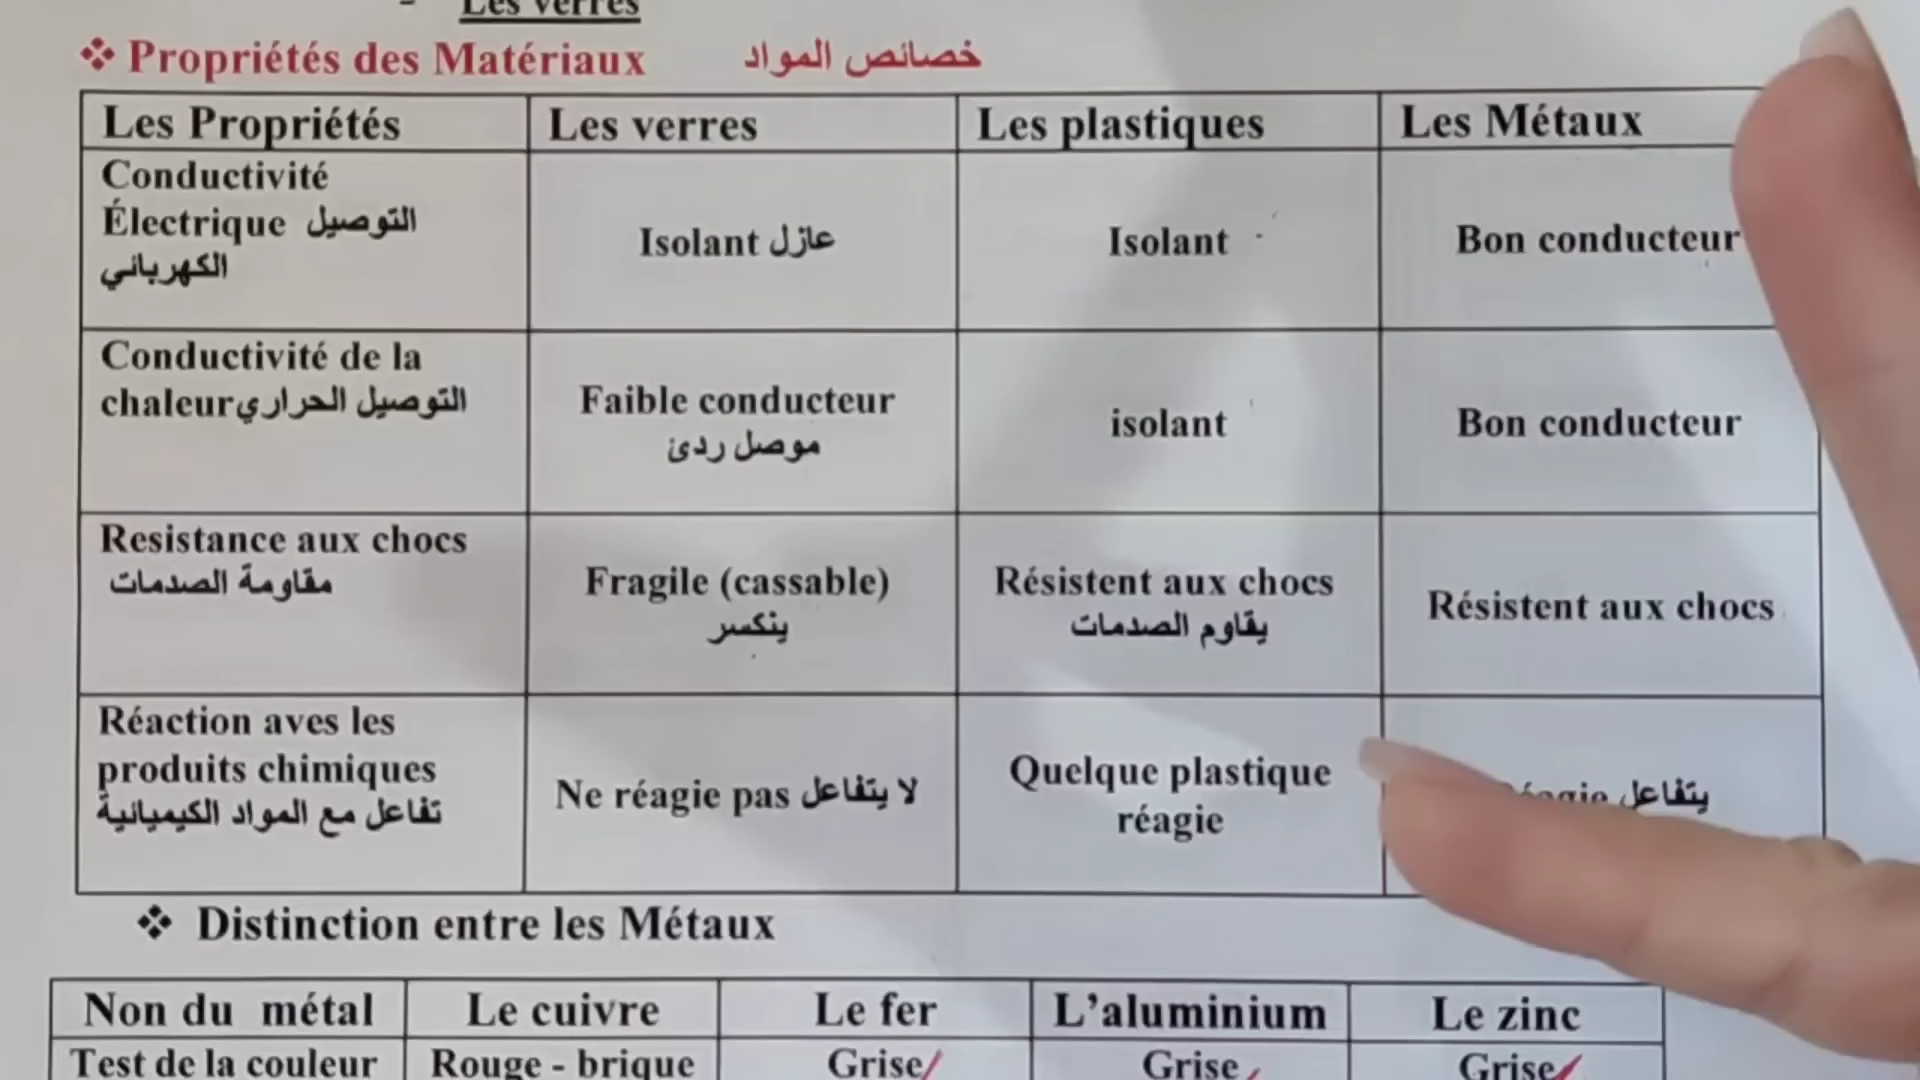 - Les verres
❖ Propriétés des Matériaux خصائص المواد
Les Propriétés Les verres Les plastiques Les Métaux
Conductivité
Électrique التوصيل
الكهربائي
Isolant عازل
Isolant
Bon conducteur
Conductivité de la
chaleur التوصيل الحراري
Faible conducteur
موصل ردئ
isolant
Bon conducteur
Resistance aux chocs
مقاومة الصدمات
Fragile (cassable)
ينكسر
Résistent aux chocs
يقاوم الصدمات
Résistent aux chocs
Réaction aves les
produits chimiques
تفاعل مع المواد الكيميائية
Ne réagie pas لا يتفاعل
Quelque plastique
réagie
يتفاعل
❖ Distinction entre les Métaux
Non du métal Le cuivre Le fer L’aluminium Le zinc
Test de la couleur Rouge - brique Grise Grise Grise